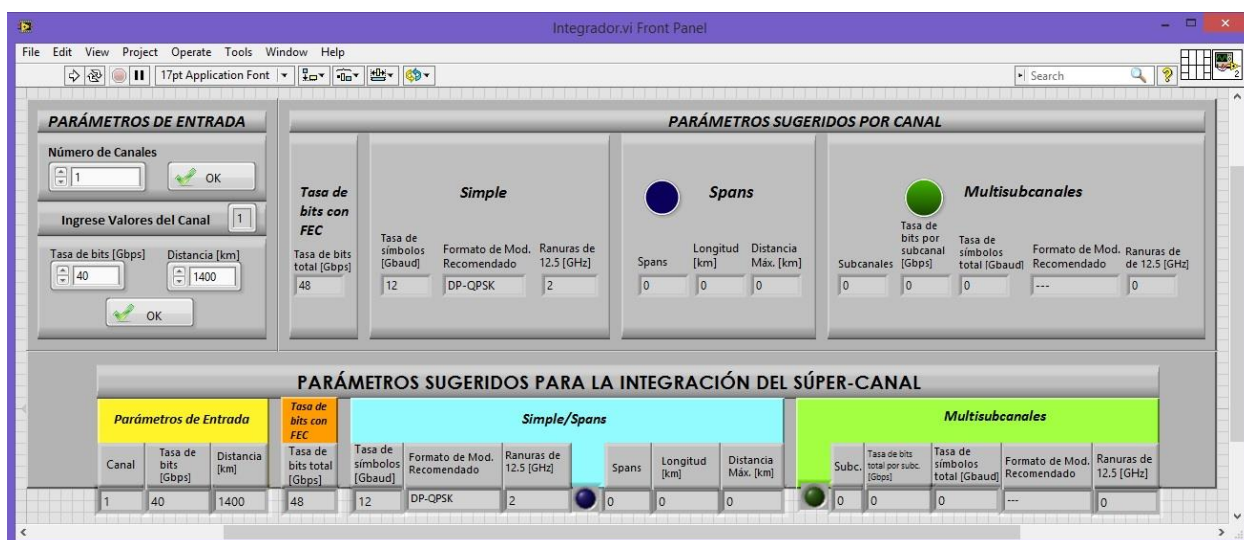 Integrador.vi Front Panel
File Edit View Project Operate Tools Window Help
17pt Application Font
Search
2
PARÁMETROS DE ENTRADA
Número de Canales
1
OK
Ingrese Valores del Canal 1
Tasa de bits [Gbps]
40
Distancia [km]
1400
OK
PARÁMETROS SUGERIDOS POR CANAL
Tasa de
bits con
FEC
Tasa de bits
total [Gbps]
48
Simple
Tasa de
símbolos
[Gbaud]
12
Formato de Mod.
Recomendado
DP-QPSK
Ranuras de
12.5 [GHz]
2
Spans
Spans
0
Longitud
[km]
0
Distancia
Máx. [km]
0
Multisubcanales
Subcanales
0
Tasa de
bits por
subcanal
[Gbps]
0
Tasa de
símbolos
total [Gbaud]
0
Formato de Mod.
Recomendado
---
Ranuras
de 12.5 [GHz]
0
PARÁMETROS SUGERIDOS PARA LA INTEGRACIÓN DEL SÚPER-CANAL
Parámetros de Entrada
Canal
1
Tasa de
bits
[Gbps]
40
Distancia
[km]
1400
Tasa de
bits con
FEC
Tasa de
bits total
[Gbps]
48
Simple/Spans
Tasa de
símbolos
[Gbaud]
12
Formato de Mod.
Recomendado
DP-QPSK
Ranuras de
12.5 [GHz]
2
Spans
0
Longitud
[km]
0
Distancia
Máx. [km]
0
Multisubcanales
Subc.
0
Tasa de bits
total por subc.
[Gbps]
0
Tasa de
símbolos
total [Gbaud]
0
Formato de Mod.
Recomendado
---
Ranuras de
12.5 [GHz]
0